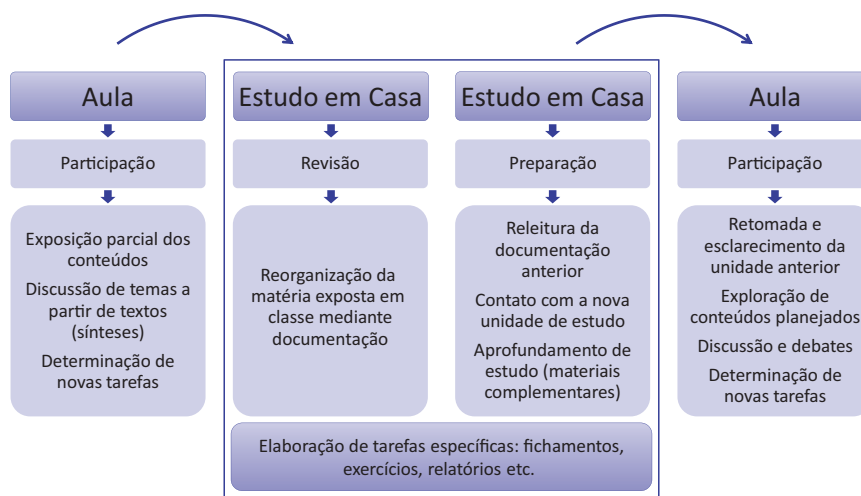 Aula
Participação
Exposição parcial dos
conteúdos
Discussão de temas a
partir de textos
(sínteses)
Determinação de
novas tarefas
Estudo em Casa
Revisão
Reorganização da
matéria exposta em
classe mediante
documentação
Estudo em Casa
Preparação
Releitura da
documentação
anterior
Contato com a nova
unidade de estudo
Aprofundamento de
estudo (materiais
complementares)
Elaboração de tarefas específicas: fichamentos,
exercícios, relatórios etc.
Aula
Participação
Retomada e
esclarecimento da
unidade anterior
Exploração de
conteúdos planejados
Discussão e debates
Determinação de
novas tarefas